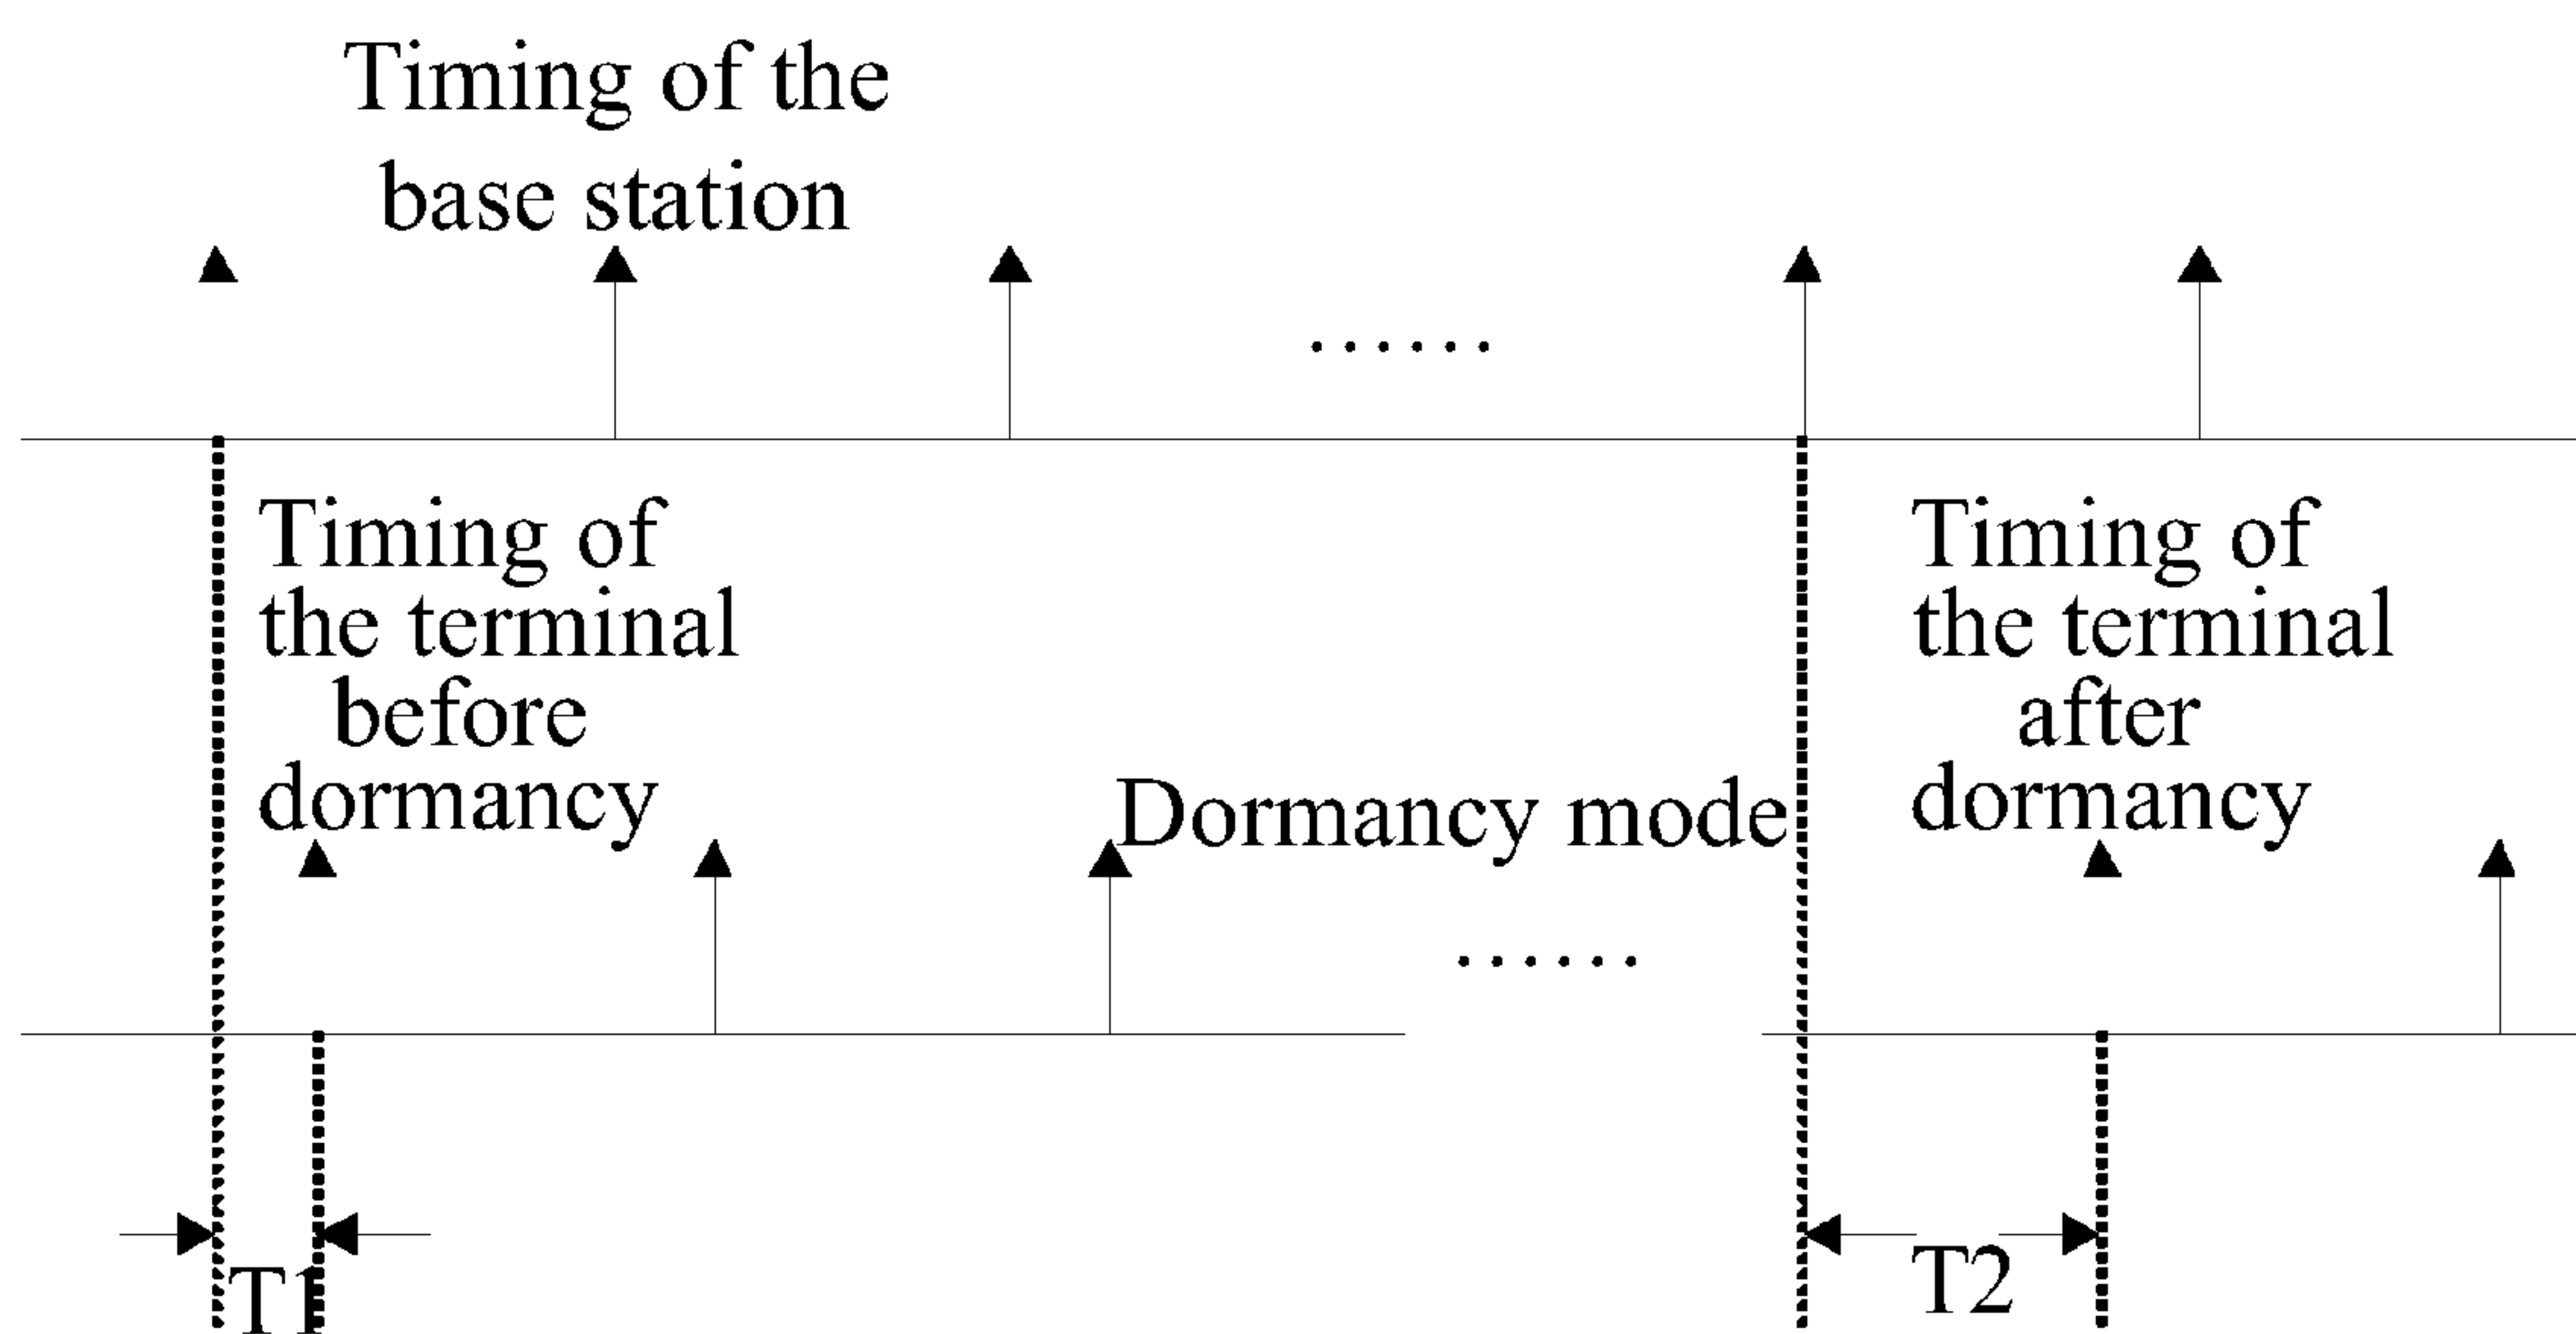 Timing of the
base station
......
Timing of
the terminal
before
dormancy
Dormancy mode
......
Timing of
the terminal
after
dormancy
T1
T2